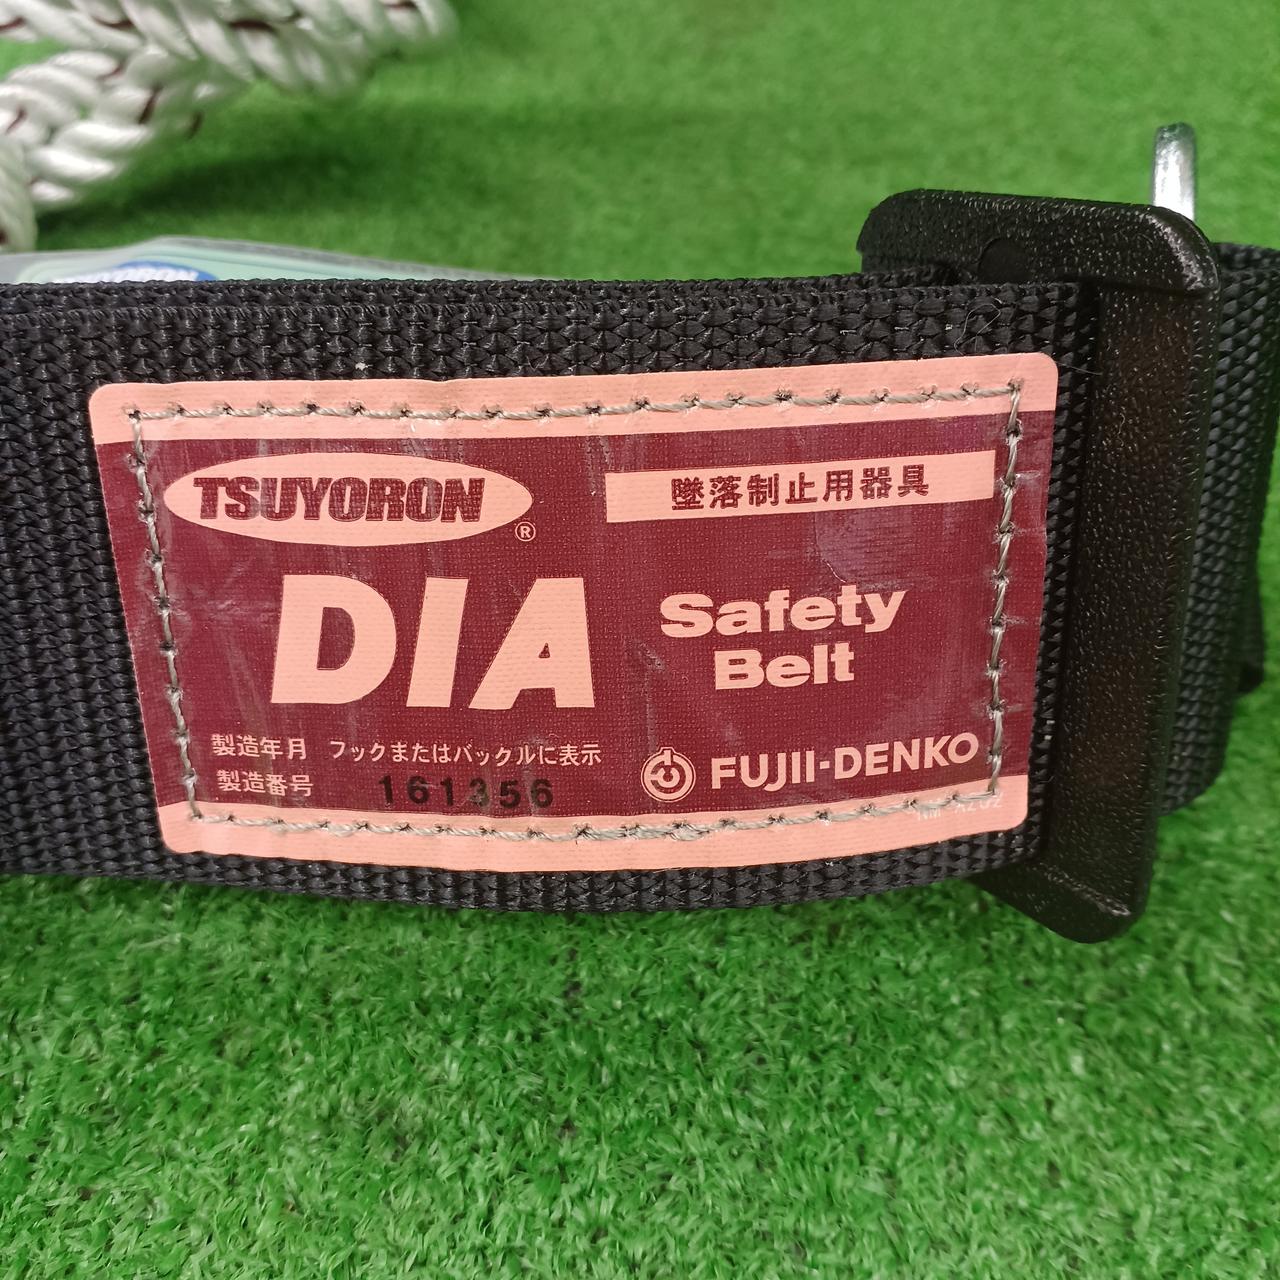 TSUYORON
®
墜落制止用器具
DIA
Safety
Belt
製造年月 フックまたはバックルに表示
製造番号 161356
FUJII-DENKO